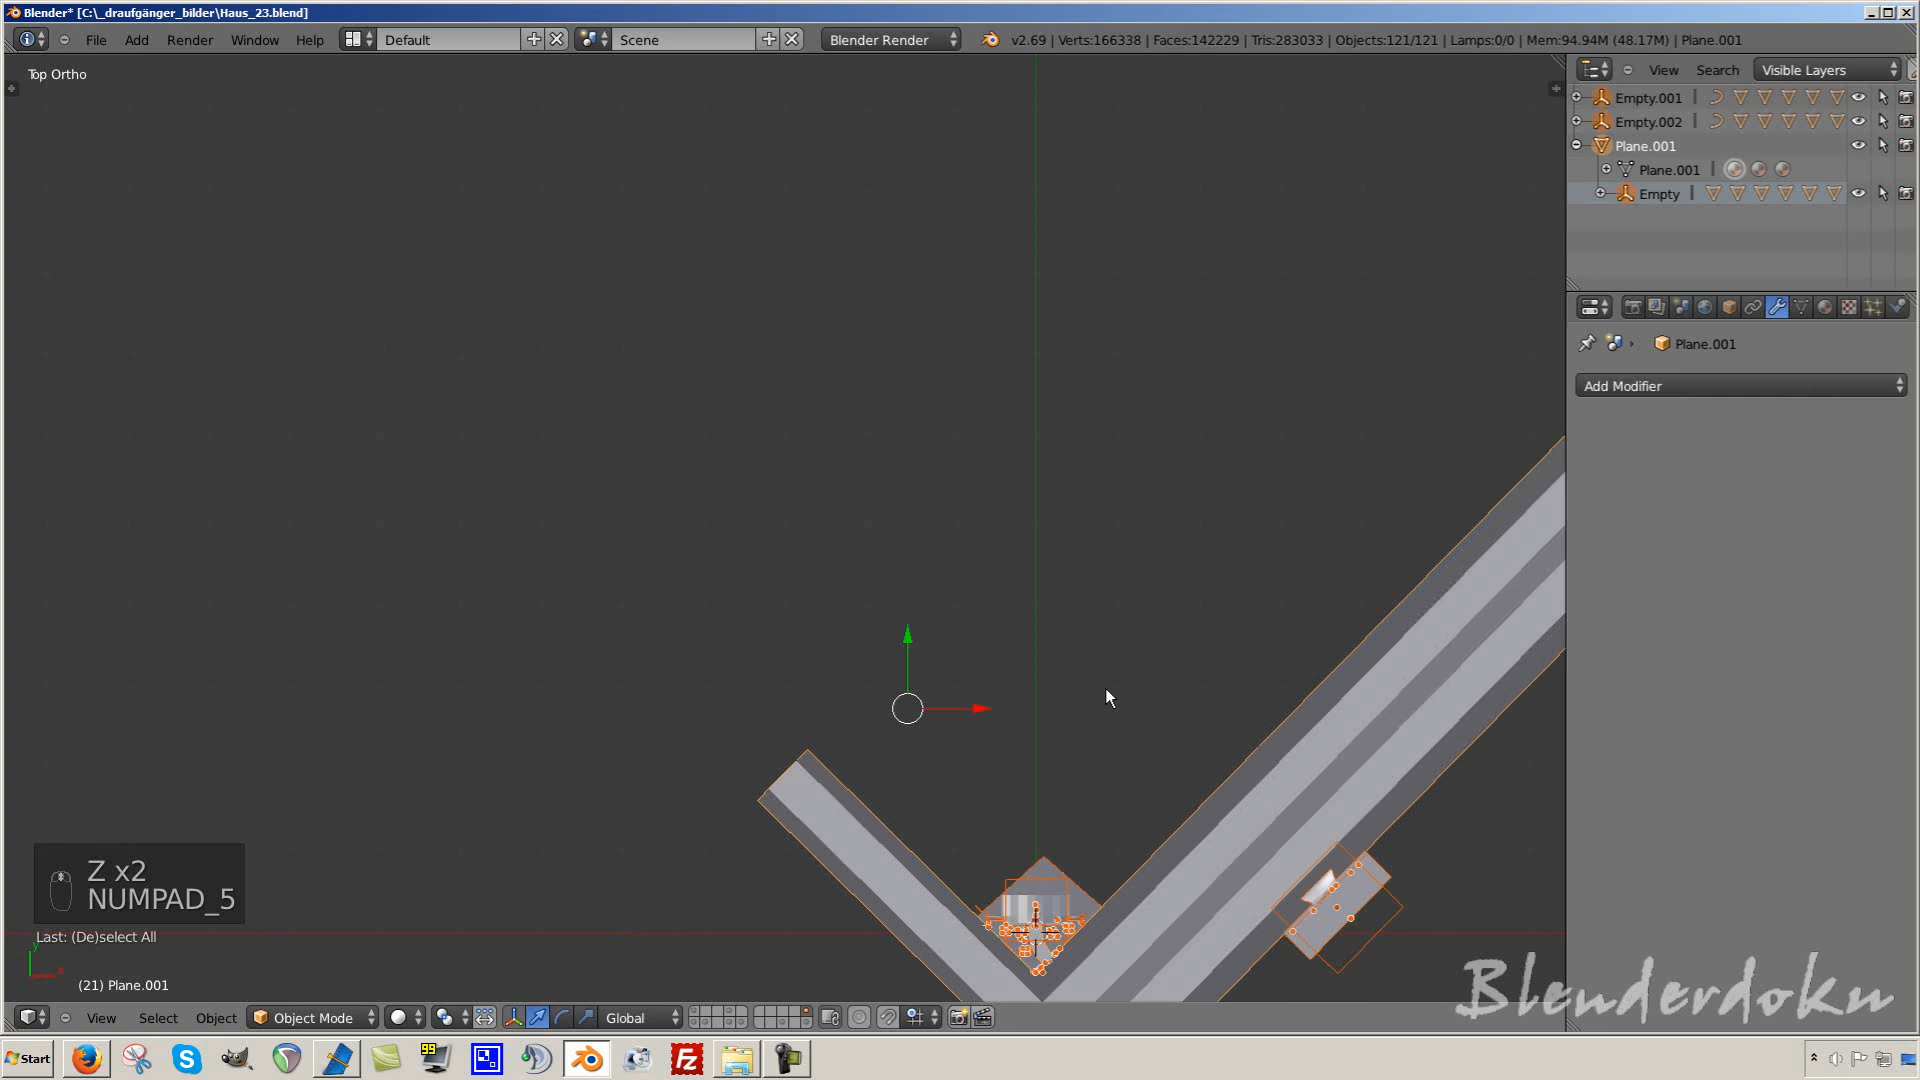 Blender* [C:\_draufgänger_bilder\Haus_23.blend]
File Add Render Window Help Default Scene Blender Render v2.69 | Verts:166338 | Faces:142229 | Tris:283033 | Objects:121/121 | Lamps:0/0 | Mem:94.94M (48.17M) | Plane.001
Top Ortho
View Search Visible Layers
Empty.001
Empty.002
Plane.001
Plane.001
Empty
Plane.001
Add Modifier
Z x2
NUMPAD_5
Last: (De)select All
y
x
(21) Plane.001
Blenderdoku
View Select Object Object Mode Global
Start
99
FZ